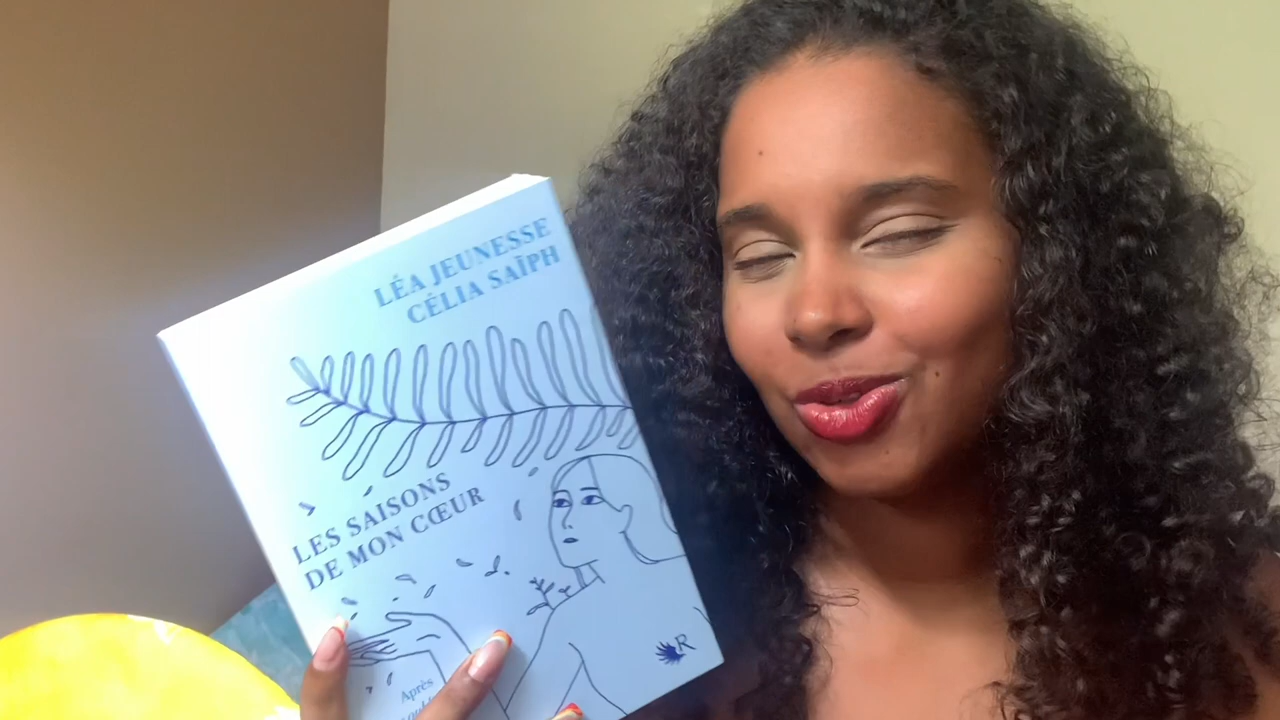 LÉA JEUNESSE
CÉLIA SAÏPH
LES SAISONS
DE MON CŒUR
R
Après